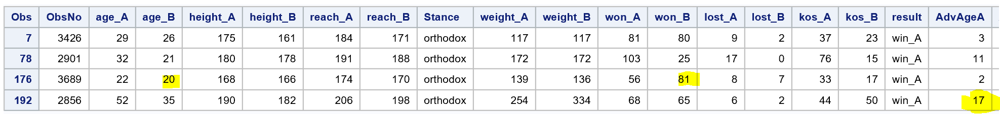 Obs ObsNo age_A age_B height_A height_B reach_A reach_B Stance weight_A weight_B won_A won_B lost_A lost_B kos_A kos_B result AdvAgeA
7 3426 29 26 175 161 184 171 orthodox 117 117 81 80 9 2 37 23 win_A 3
78 2901 32 21 180 178 191 188 orthodox 172 172 103 25 17 0 76 15 win_A 11
176 3689 22 20 168 166 174 170 orthodox 139 136 56 81 8 7 33 17 win_A 2
192 2856 52 35 190 182 206 198 orthodox 254 334 68 65 6 2 44 50 win_A 17